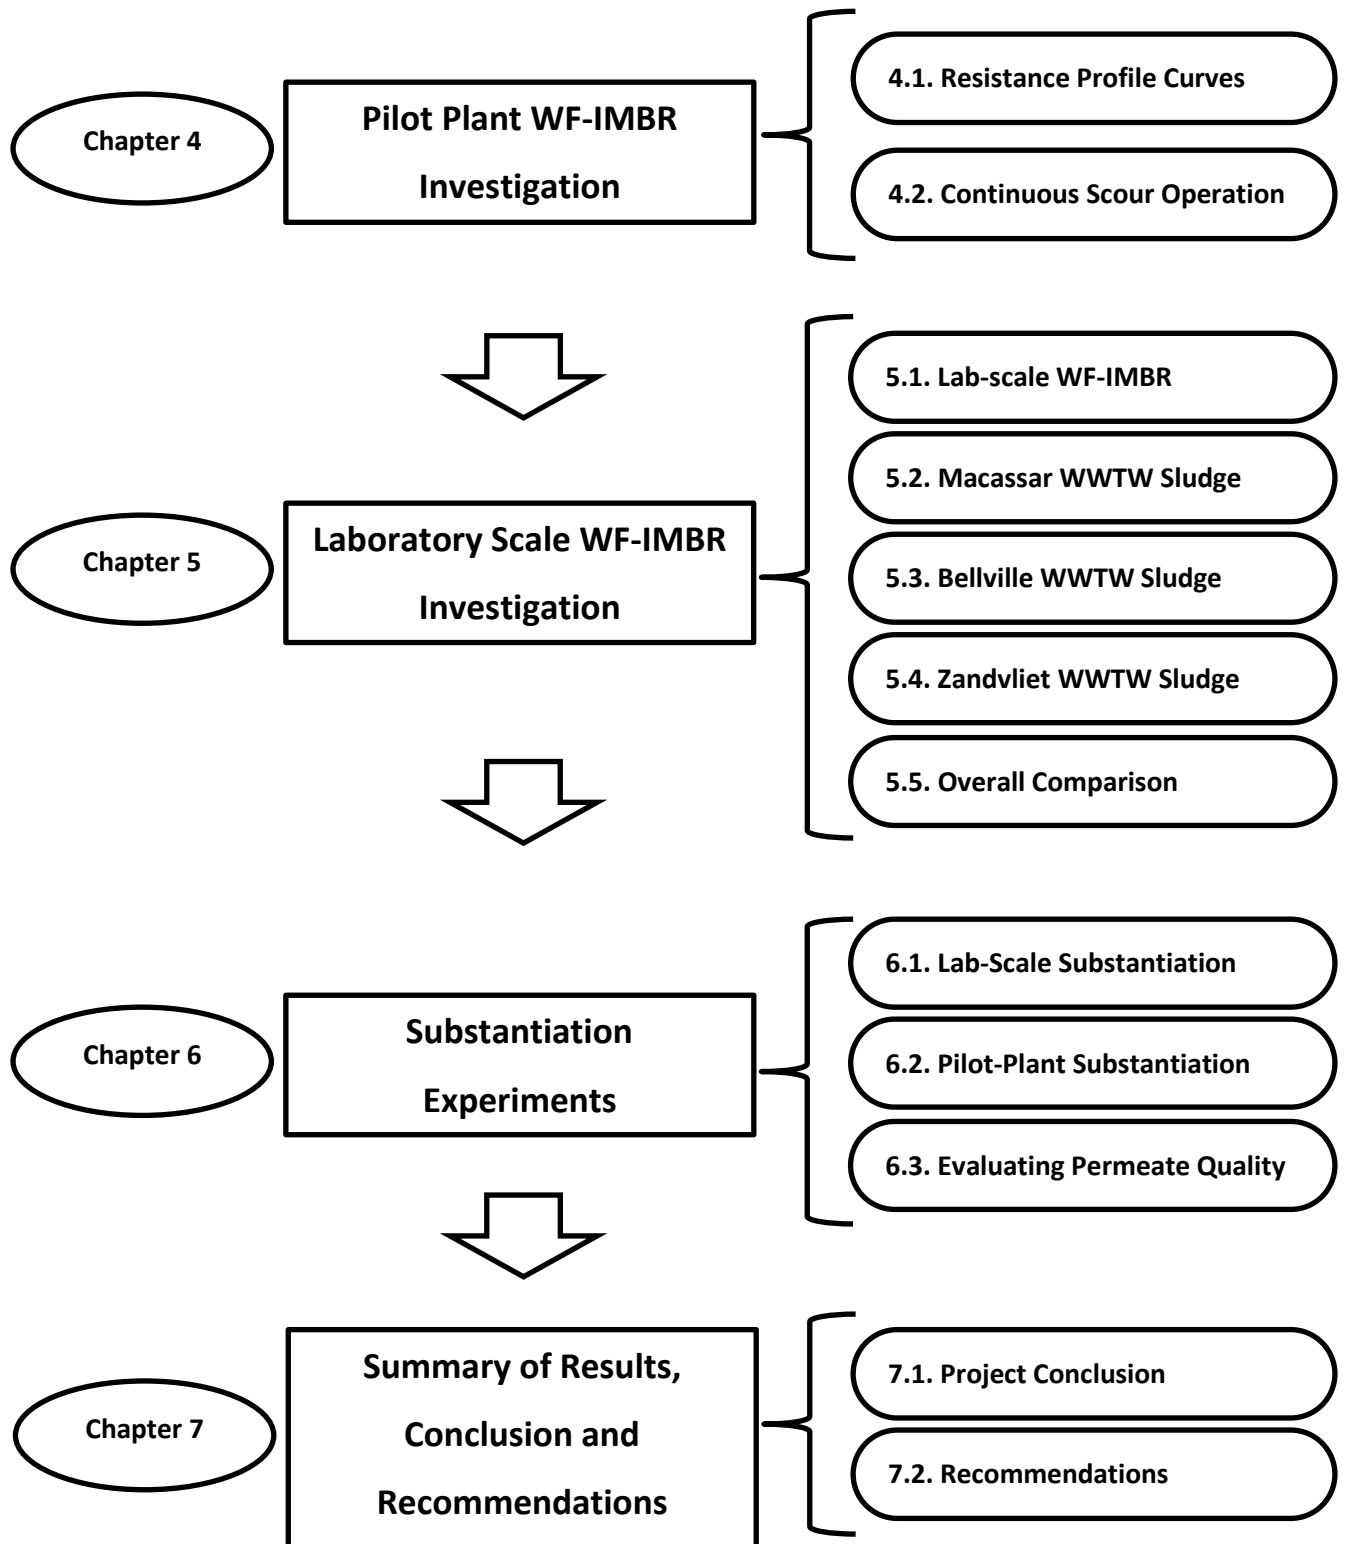 Chapter 4
Pilot Plant WF-IMBR
Investigation
4.1. Resistance Profile Curves
4.2. Continuous Scour Operation
Chapter 5
Laboratory Scale WF-IMBR
Investigation
5.1. Lab-scale WF-IMBR
5.2. Macassar WWTW Sludge
5.3. Bellville WWTW Sludge
5.4. Zandvliet WWTW Sludge
5.5. Overall Comparison
Chapter 6
Substantiation
Experiments
6.1. Lab-Scale Substantiation
6.2. Pilot-Plant Substantiation
6.3. Evaluating Permeate Quality
Chapter 7
Summary of Results,
Conclusion and
Recommendations
7.1. Project Conclusion
7.2. Recommendations